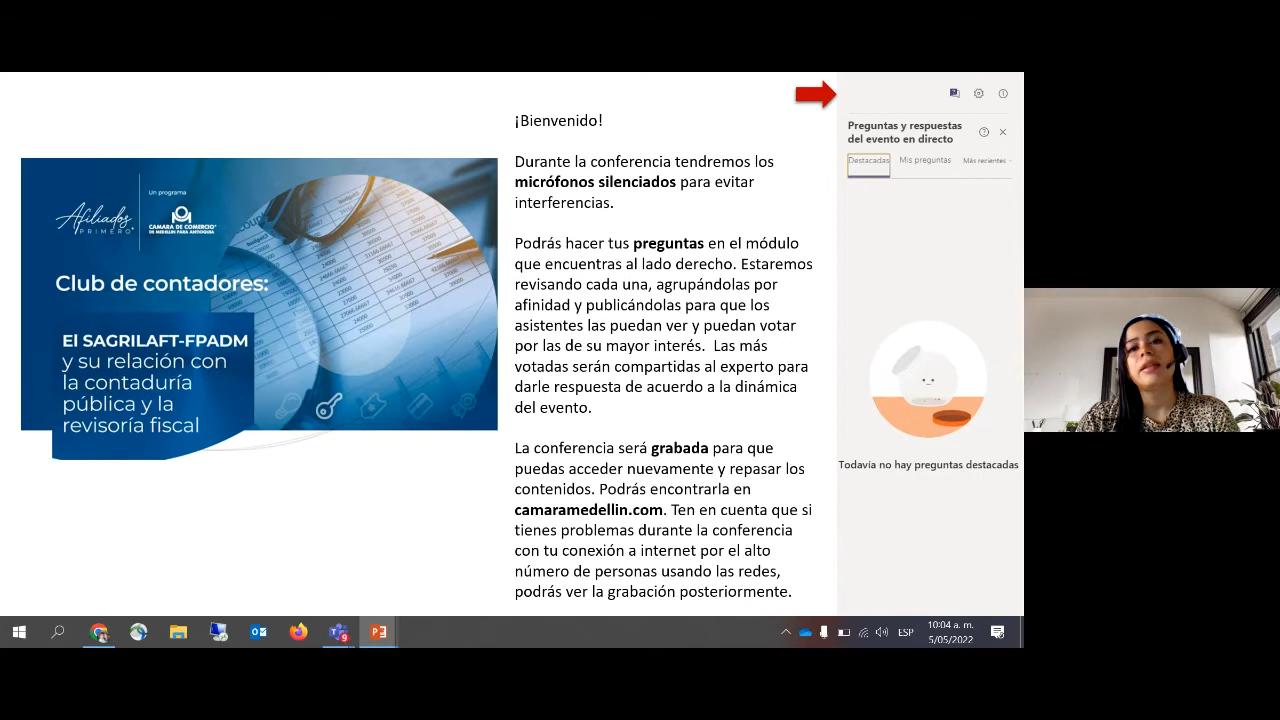 Un programa
Afiliados
PRIMERO
CAMARA DE COMERCIO
DE MEDELLIN PARA ANTIOQUIA
Club de contadores:
El SAGRILAFT-FPADM
y su relación con
la contaduría
pública y la
revisoría fiscal
¡Bienvenido!
Durante la conferencia tendremos los
micrófonos silenciados para evitar
interferencias.
Podrás hacer tus preguntas en el módulo
que encuentras al lado derecho. Estaremos
revisando cada una, agrupándolas por
afinidad y publicándolas para que los
asistentes las puedan ver y puedan votar
por las de su mayor interés. Las más
votadas serán compartidas al experto para
darle respuesta de acuerdo a la dinámica
del evento.
La conferencia será grabada para que
puedas acceder nuevamente y repasar los
contenidos. Podrás encontrarla en
camaramedellin.com. Ten en cuenta que si
tienes problemas durante la conferencia
con tu conexión a internet por el alto
número de personas usando las redes,
podrás ver la grabación posteriormente.
Preguntas y respuestas
del evento en directo
Destacadas Mis preguntas Más recientes
Todavía no hay preguntas destacadas
ESP
10:04 a. m.
5/05/2022